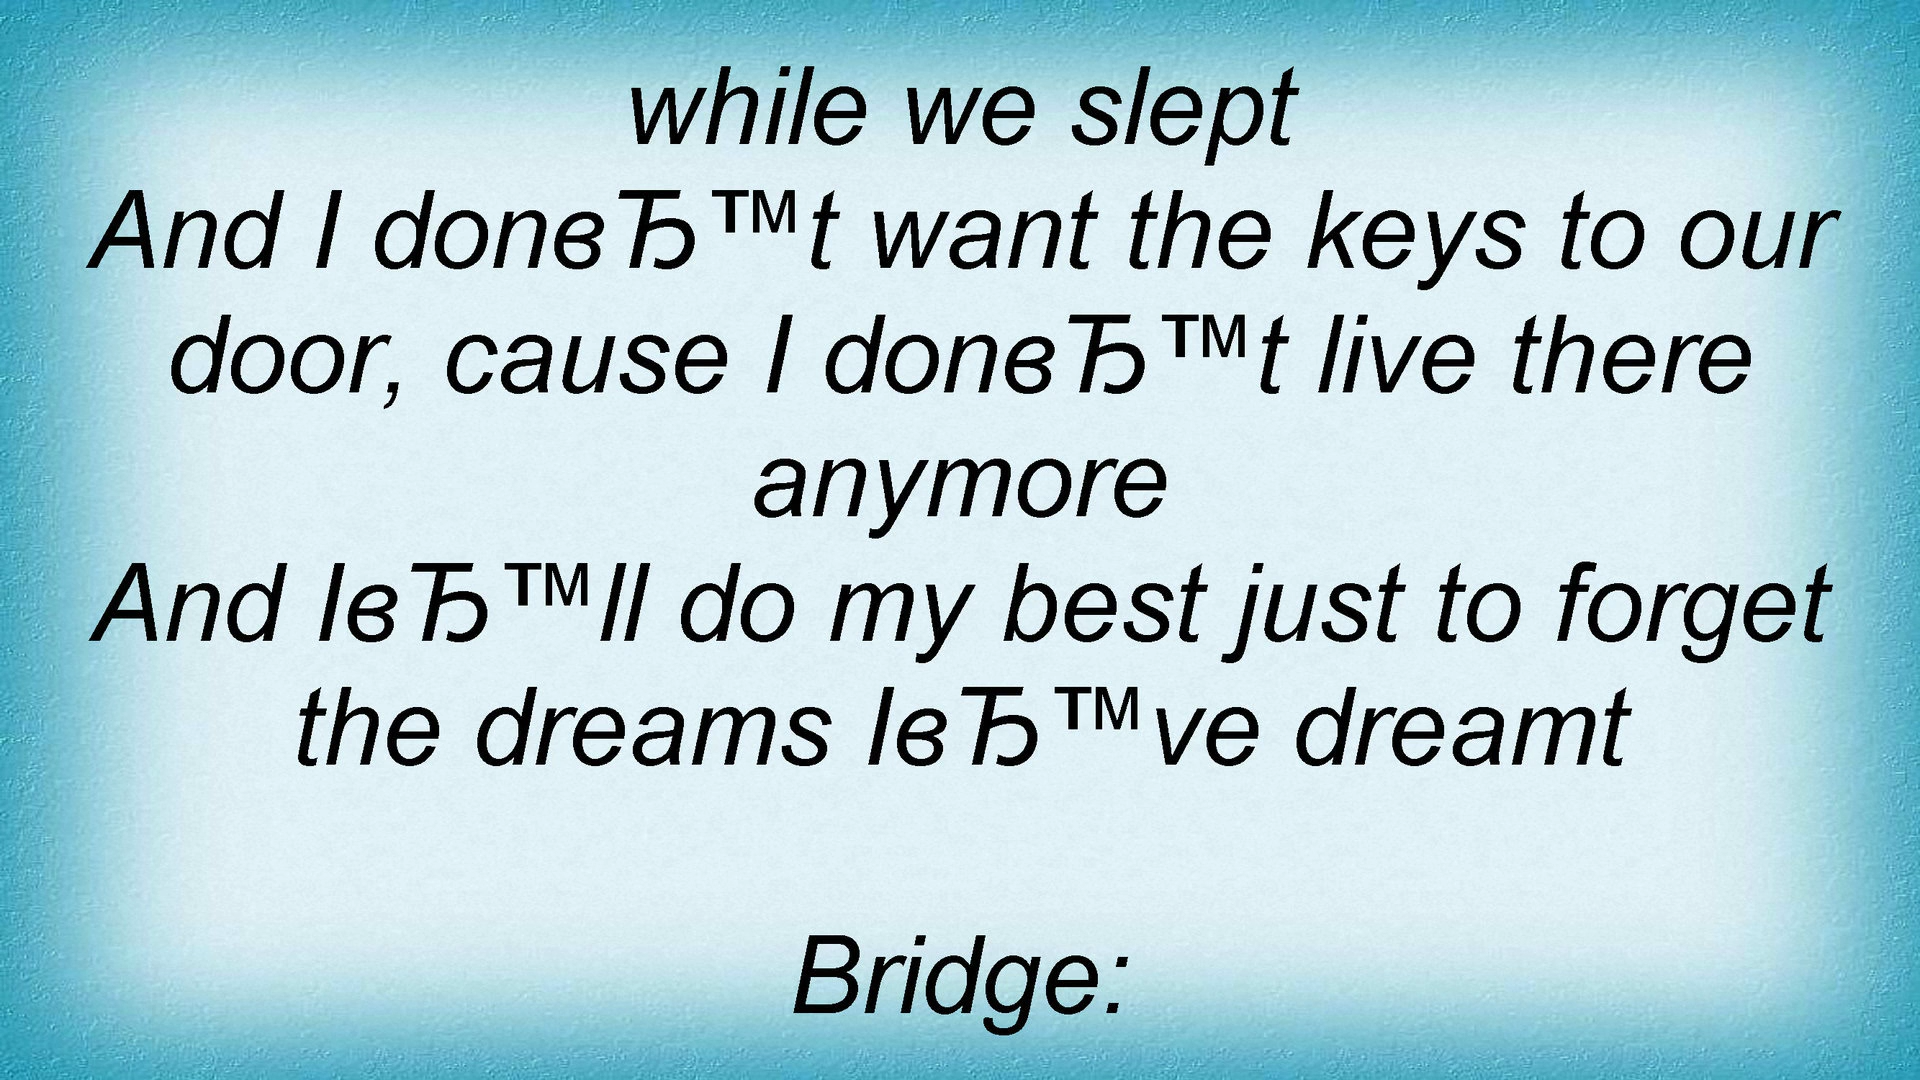 while we slept
And I donвЂ™t want the keys to our
door, cause I donвЂ™t live there
anymore
And IвЂ™ll do my best just to forget
the dreams IвЂ™ve dreamt
Bridge: